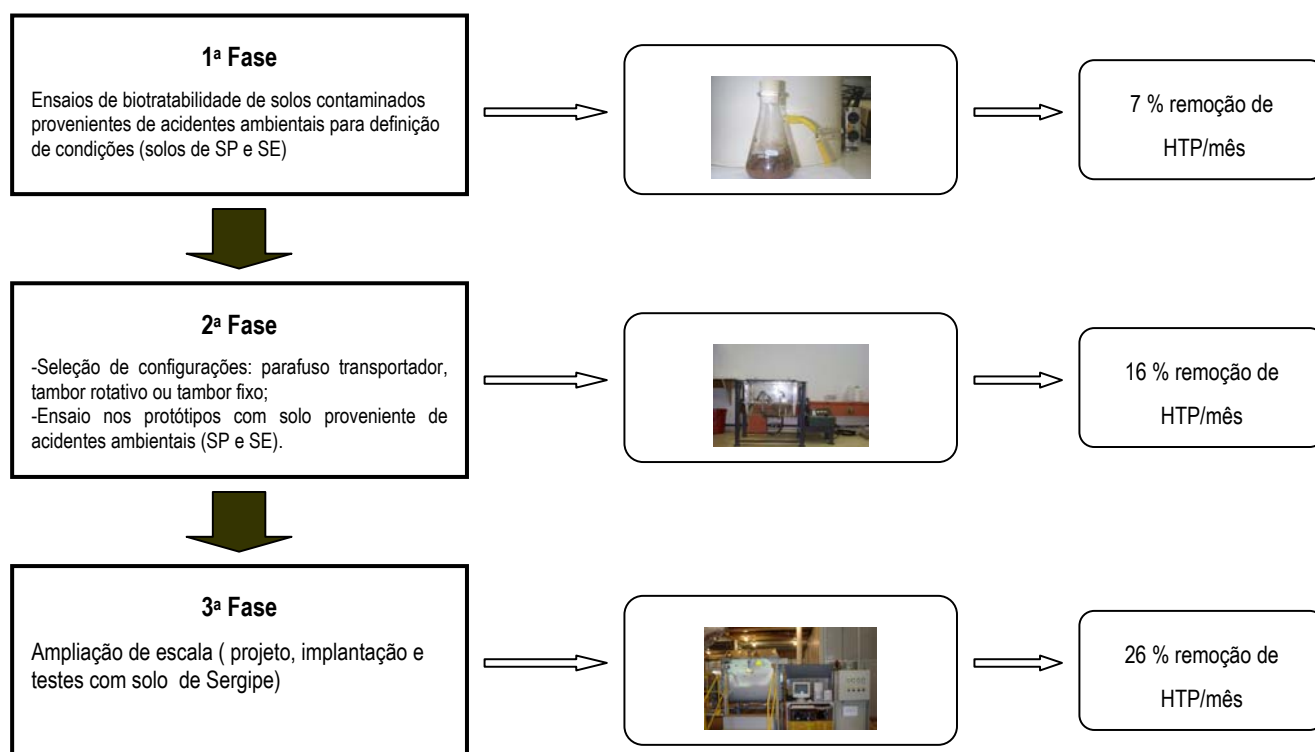 1ª Fase
Ensaios de biotratabilidade de solos contaminados
provenientes de acidentes ambientais para definição
de condições (solos de SP e SE)
7 % remoção de
HTP/mês
2ª Fase
-Seleção de configurações: parafuso transportador,
tambor rotativo ou tambor fixo;
-Ensaio nos protótipos com solo proveniente de
acidentes ambientais (SP e SE).
16 % remoção de
HTP/mês
3ª Fase
Ampliação de escala ( projeto, implantação e
testes com solo de Sergipe)
26 % remoção de
HTP/mês